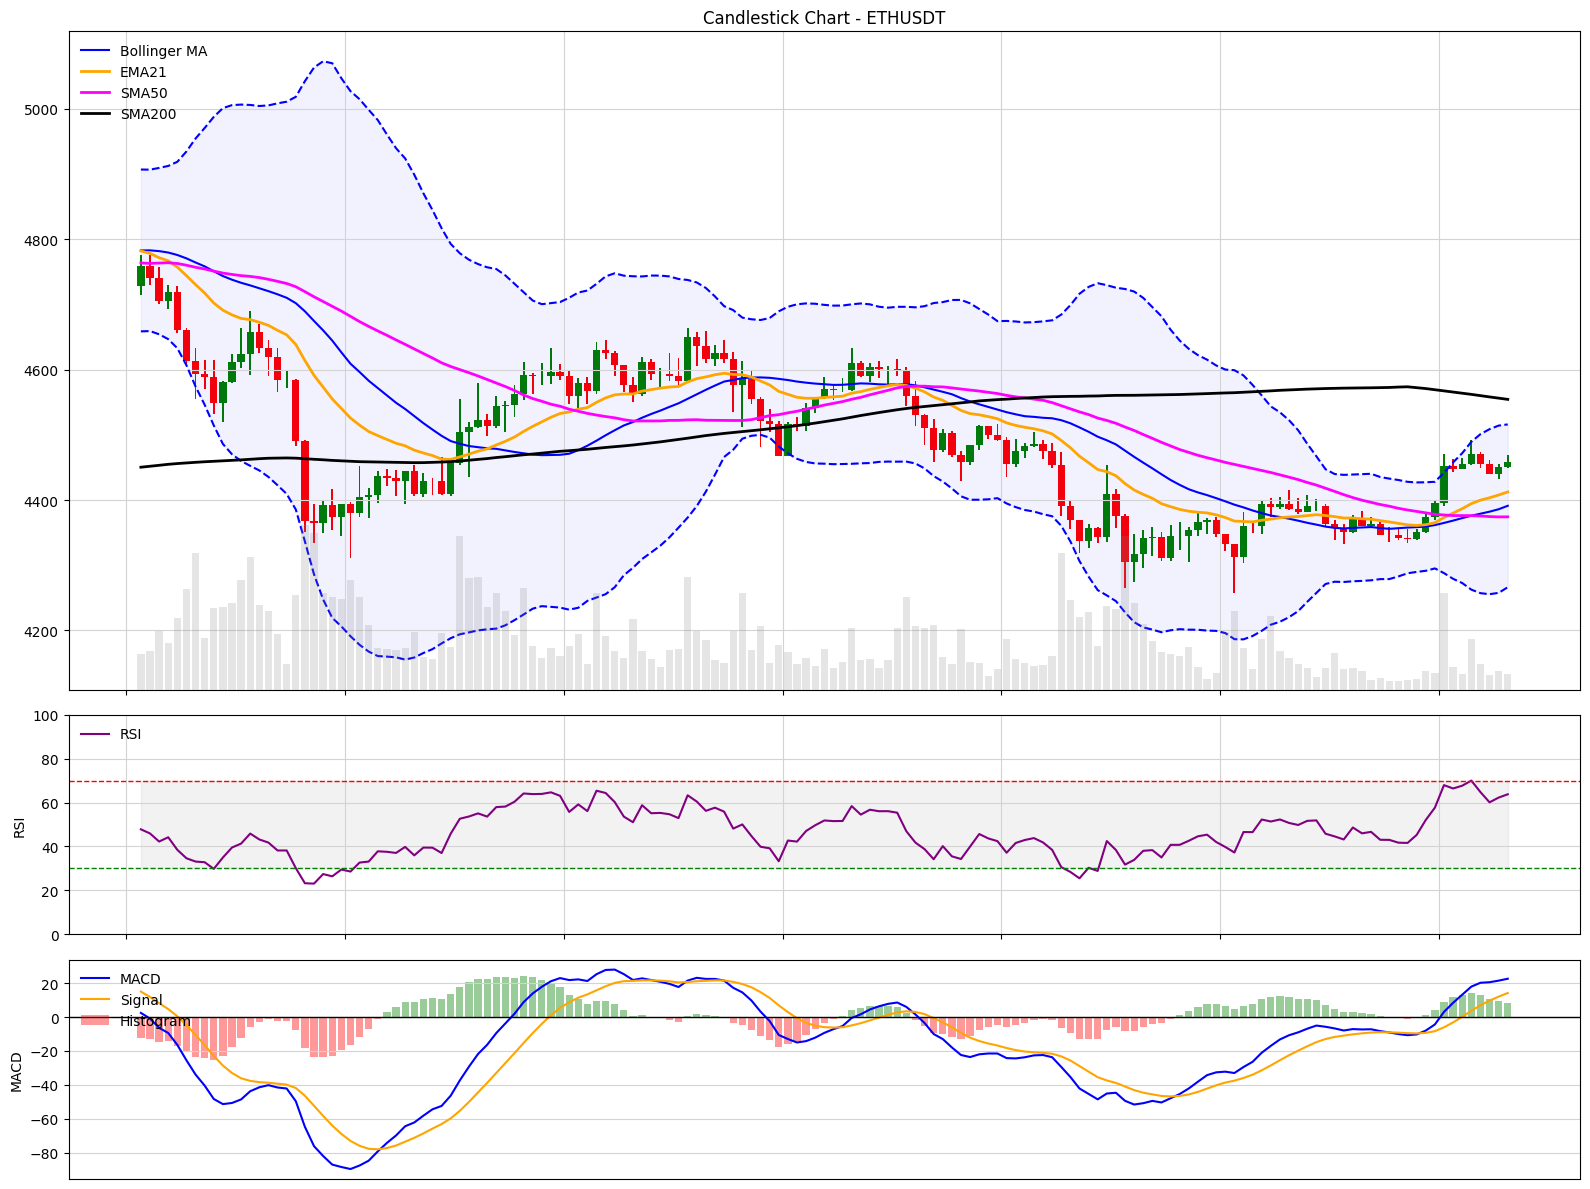 Candlestick Chart - ETHUSDT
Bollinger MA
EMA21
SMA50
SMA200
5000
4800
4600
4400
4200
RSI
100
80
60
40
20
0
RSI
MACD
Signal
Histogram
20
0
−20
−40
−60
−80
MACD